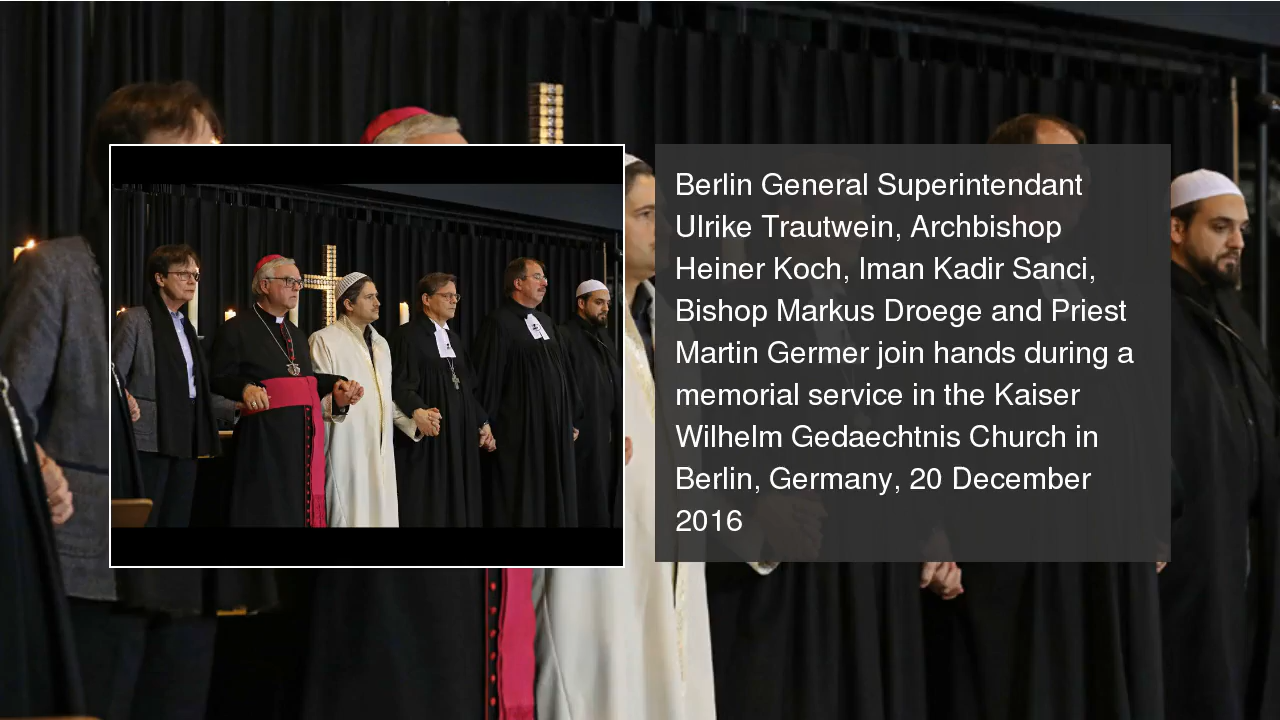 Berlin General Superintendant
Ulrike Trautwein, Archbishop
Heiner Koch, Iman Kadir Sanci,
Bishop Markus Droege and Priest
Martin Germer join hands during a
memorial service in the Kaiser
Wilhelm Gedaechtnis Church in
Berlin, Germany, 20 December
2016